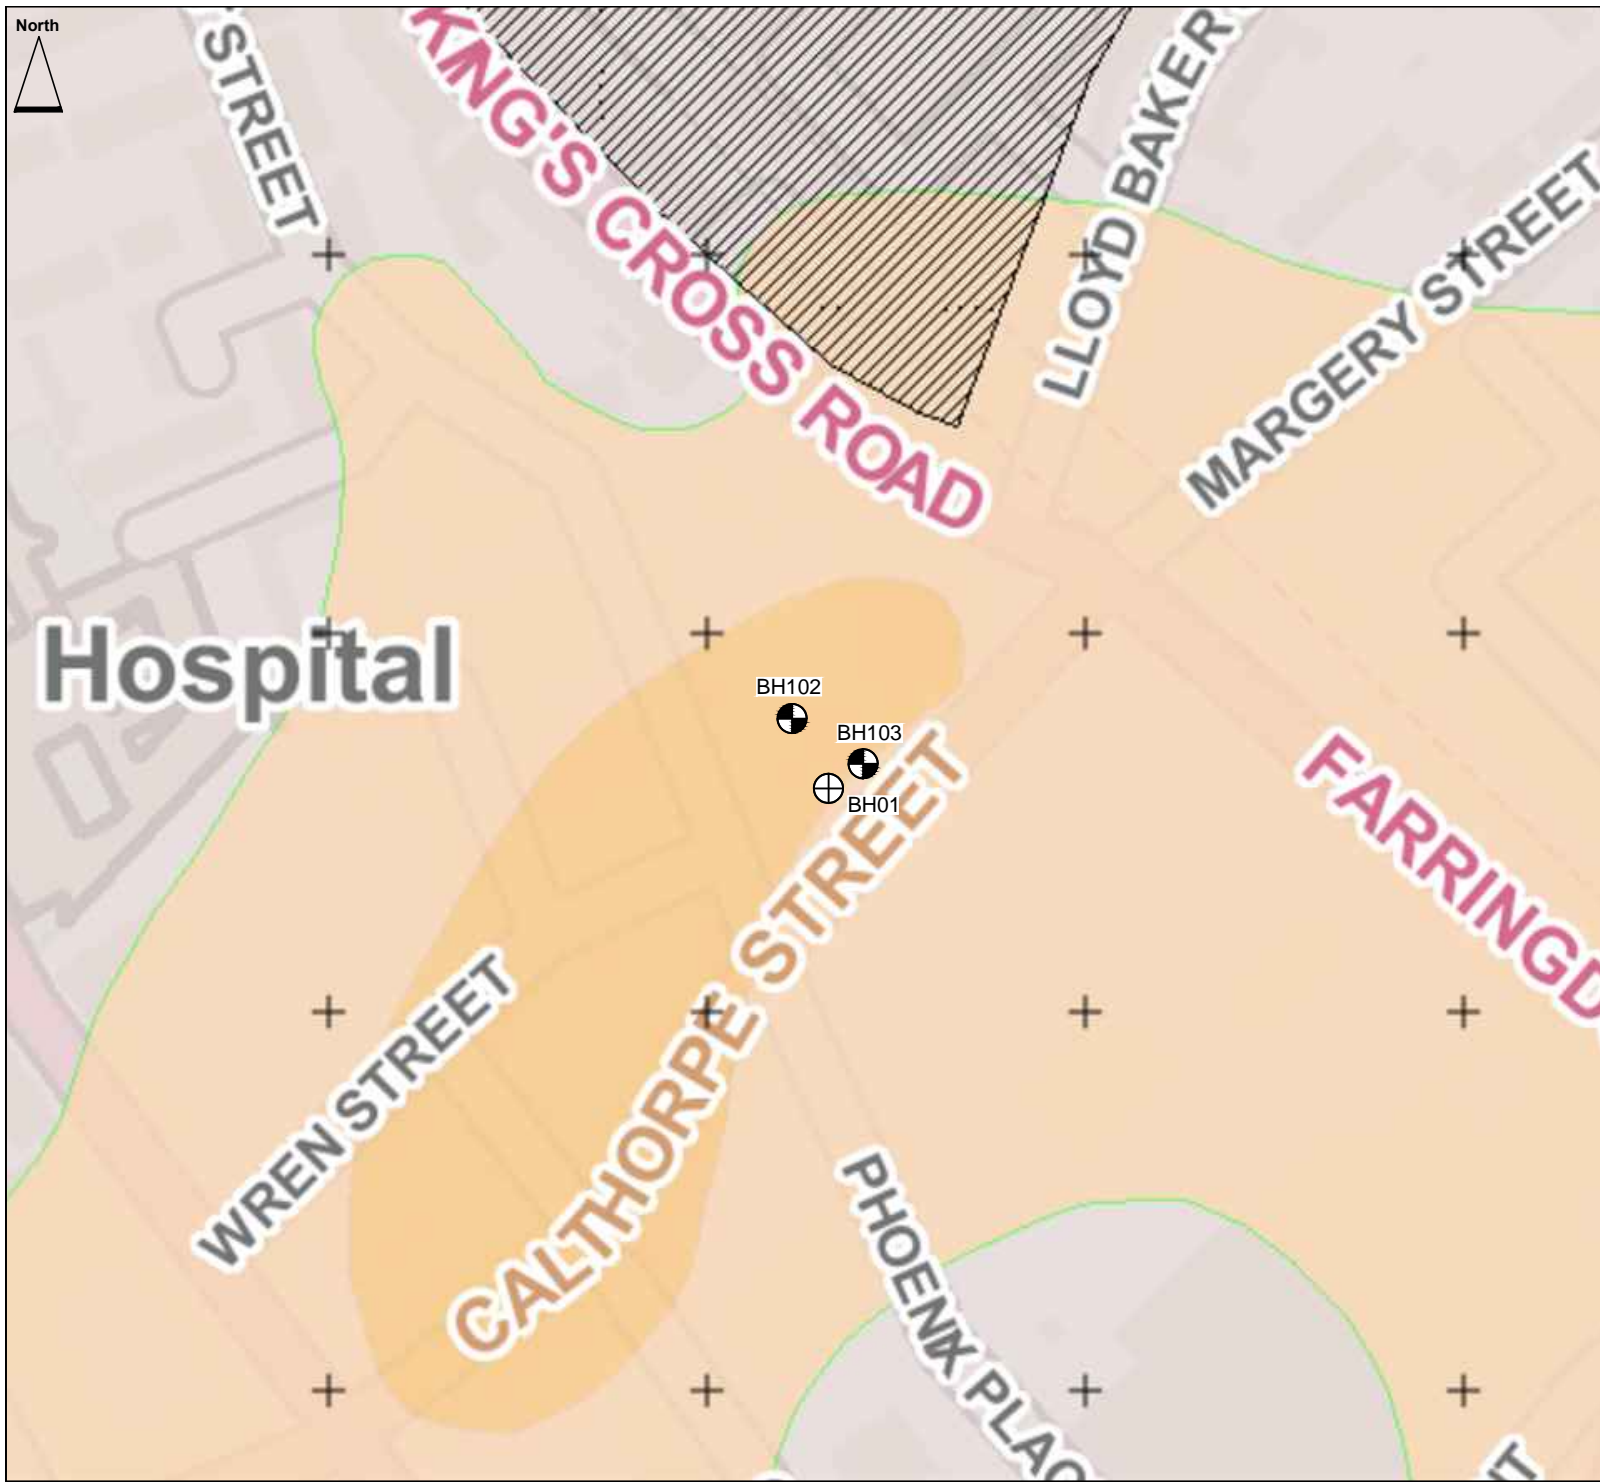 North
STREET
KING'S CROSS ROAD
LLOYD BAKER
MARGERY STREET
Hospital
BH102
BH103
BH01
CALTHORPE STREET
WREN STREET
FARRINGD
PHOENIX PLAC